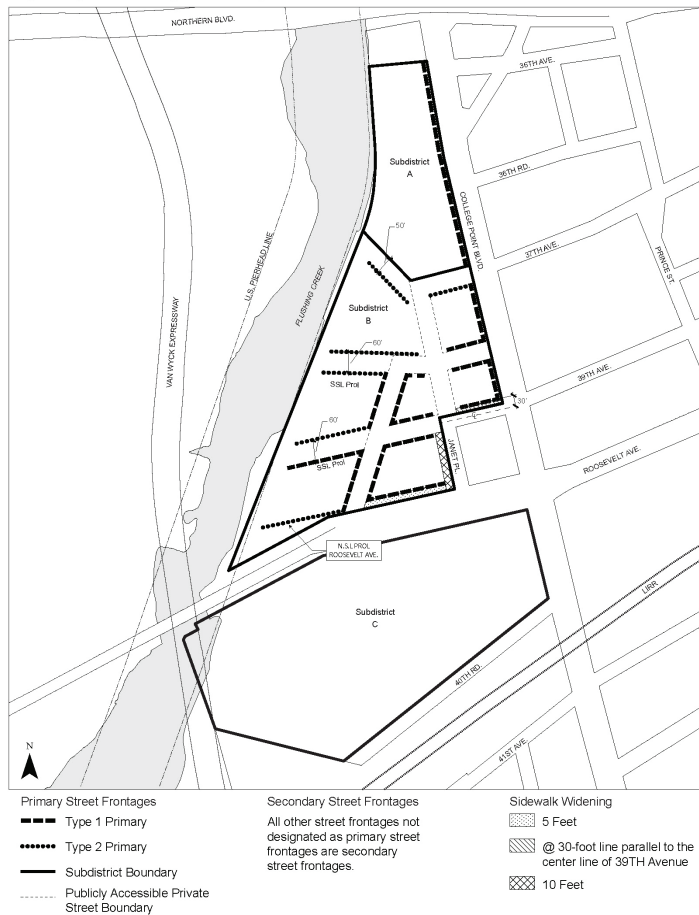 NORTHERN BLVD.
36TH AVE.
36TH RD.
Subdistrict
A
COLLEGE POINT BLVD.
50'
37TH AVE.
PRINCE ST.
U.S. PIERHEAD LINE
FLUSHING CREEK
VAN WYCK EXPRESSWAY
Subdistrict
B
60'
SSL Prol
39TH AVE.
30'
60'
SSL Prol
JANET PL.
ROOSEVELT AVE.
N.S.L PROL
ROOSEVELT AVE.
Subdistrict
C
LIRR
40TH RD.
41ST AVE.
N
Primary Street Frontages
Type 1 Primary
Type 2 Primary
Subdistrict Boundary
Publicly Accessible Private
Street Boundary
Secondary Street Frontages
All other street frontages not
designated as primary street
frontages are secondary
street frontages.
Sidewalk Widening
5 Feet
@ 30-foot line parallel to the
center line of 39TH Avenue
10 Feet